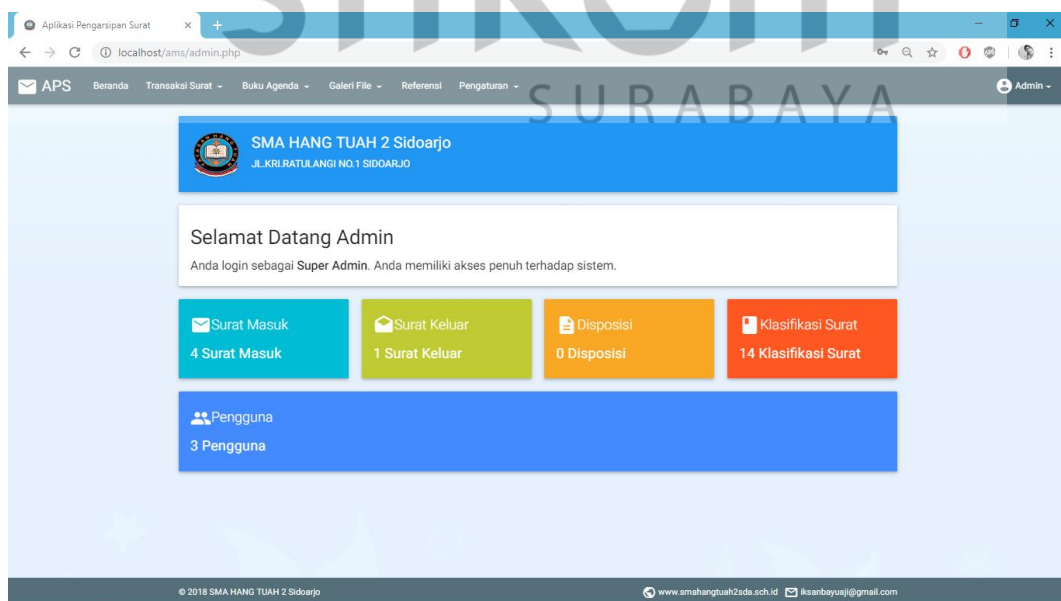 Aplikasi Pengarsipan Surat
localhost/ams/admin.php
APS Beranda Transaksi Surat Buku Agenda Galeri File Referensi Pengaturan Admin
SURABAYA
SMA HANG TUAH 2 Sidoarjo
JL.KRI.RATULANGI NO.1 SIDOARJO
Selamat Datang Admin
Anda login sebagai Super Admin. Anda memiliki akses penuh terhadap sistem.
Surat Masuk
4 Surat Masuk
Surat Keluar
1 Surat Keluar
Disposisi
0 Disposisi
Klasifikasi Surat
14 Klasifikasi Surat
Pengguna
3 Pengguna
© 2018 SMA HANG TUAH 2 Sidoarjo
www.smahangtuah2sda.sch.id iksanbayuaji@gmail.com